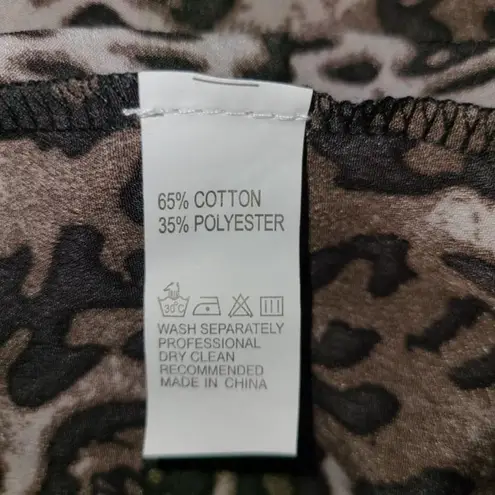 65% COTTON
35% POLYESTER
30°C
WASH SEPARATELY
PROFESSIONAL
DRY CLEAN
RECOMMENDED
MADE IN CHINA